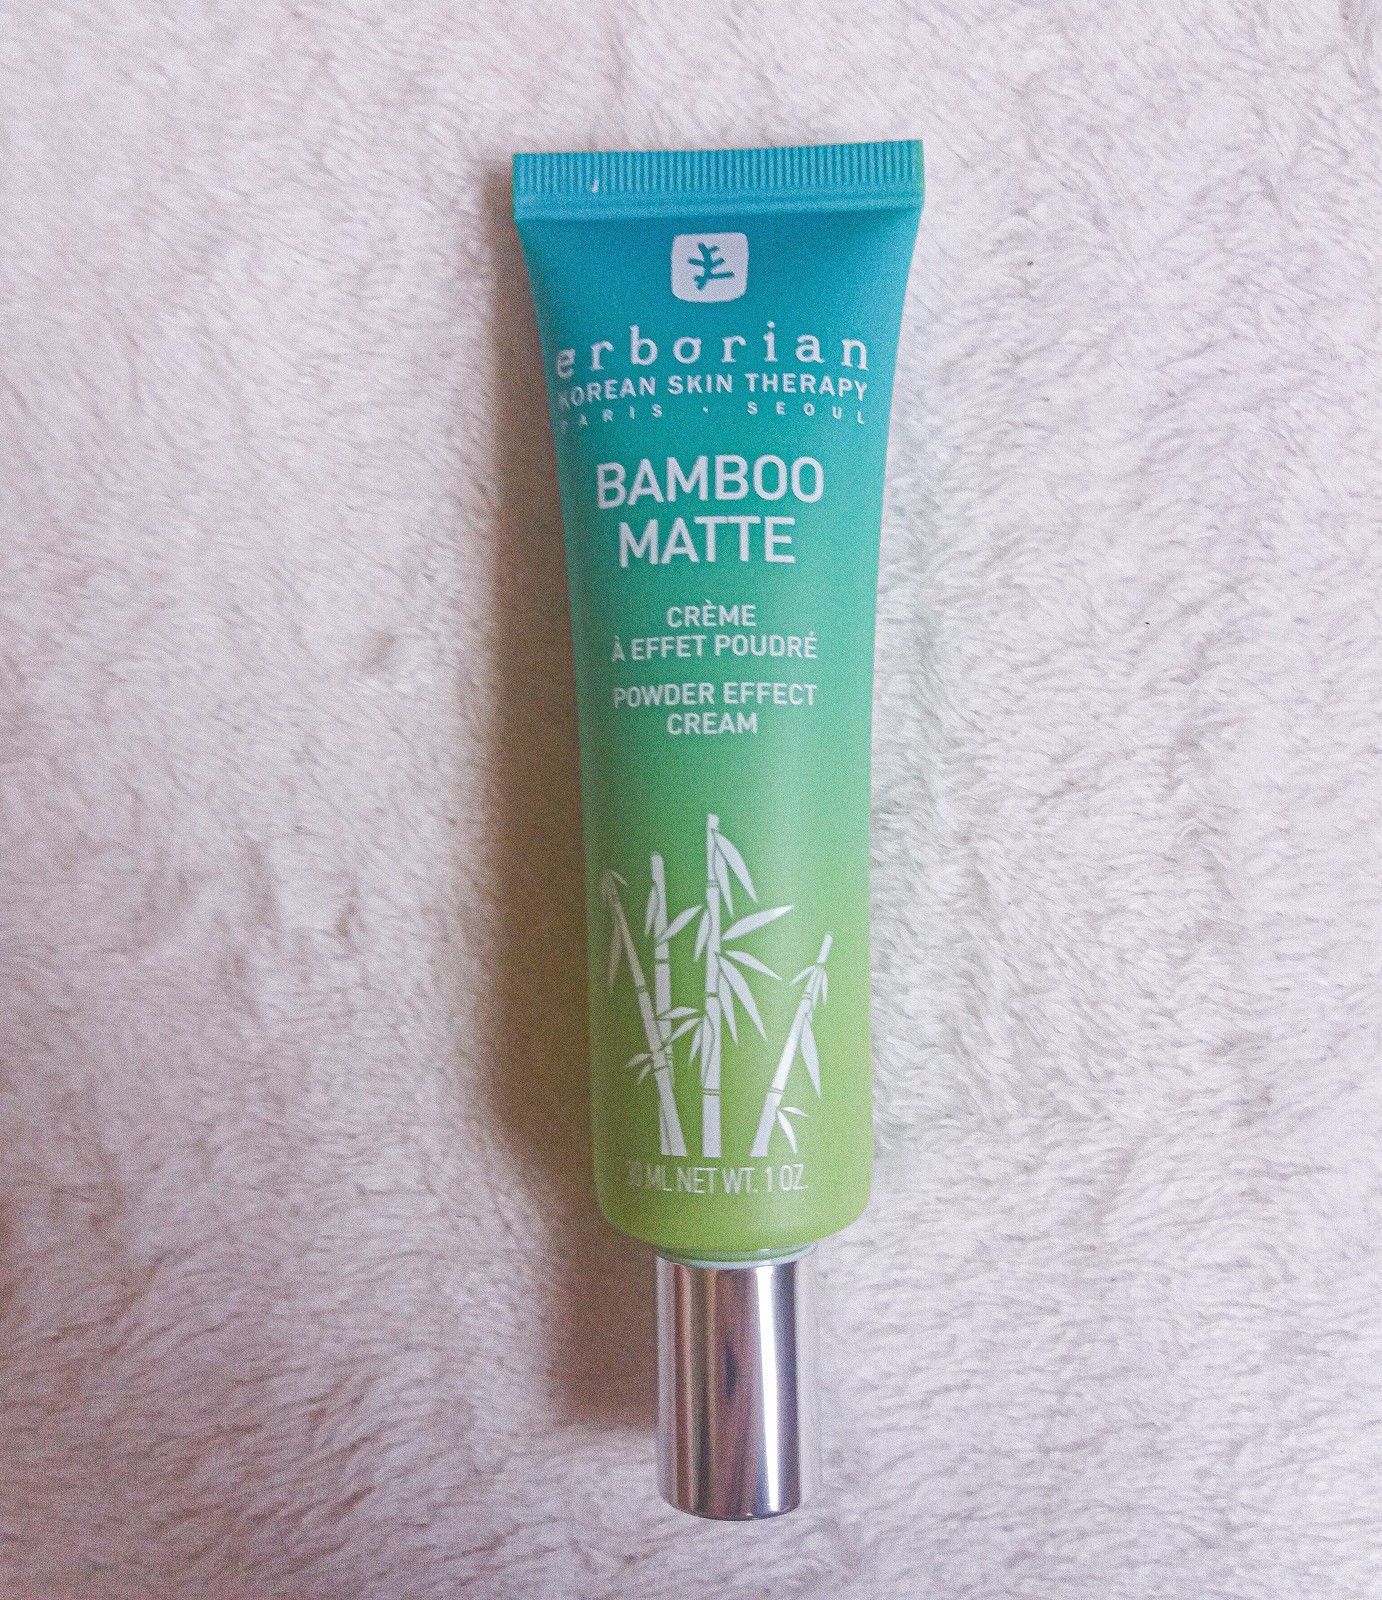 erborian
KOREAN SKIN THERAPY
PARIS · SEOUL
BAMBOO
MATTE
CRÈME
À EFFET POUDRÉ
POWDER EFFECT
CREAM
30 ML NET WT. 1 OZ.